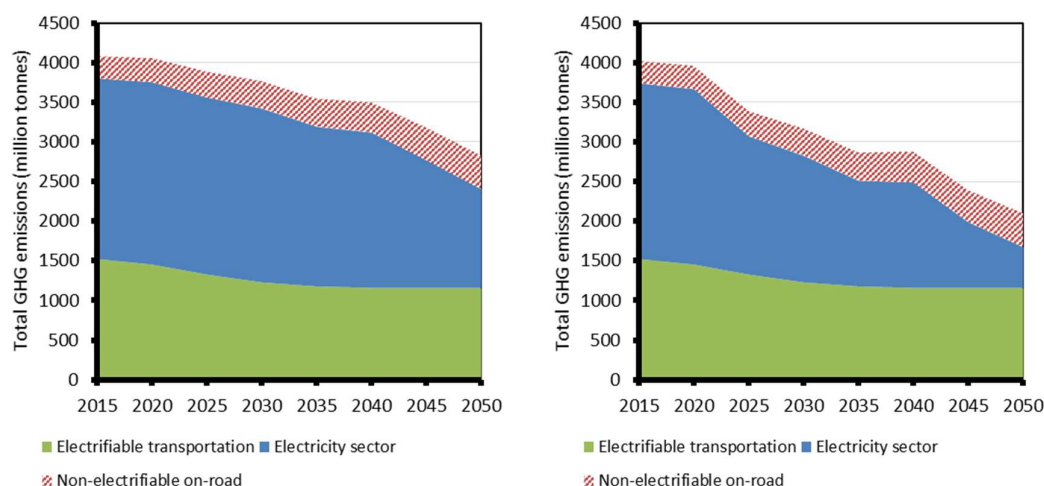 Total GHG emissions (million tonnes)
4500
4000
3500
3000
2500
2000
1500
1000
500
0
2015 2020 2025 2030 2035 2040 2045 2050
Electrifiable transportation Electricity sector
Non-electrifiable on-road
Total GHG emissions (million tonnes)
4500
4000
3500
3000
2500
2000
1500
1000
500
0
2015 2020 2025 2030 2035 2040 2045 2050
Electrifiable transportation Electricity sector
Non-electrifiable on-road